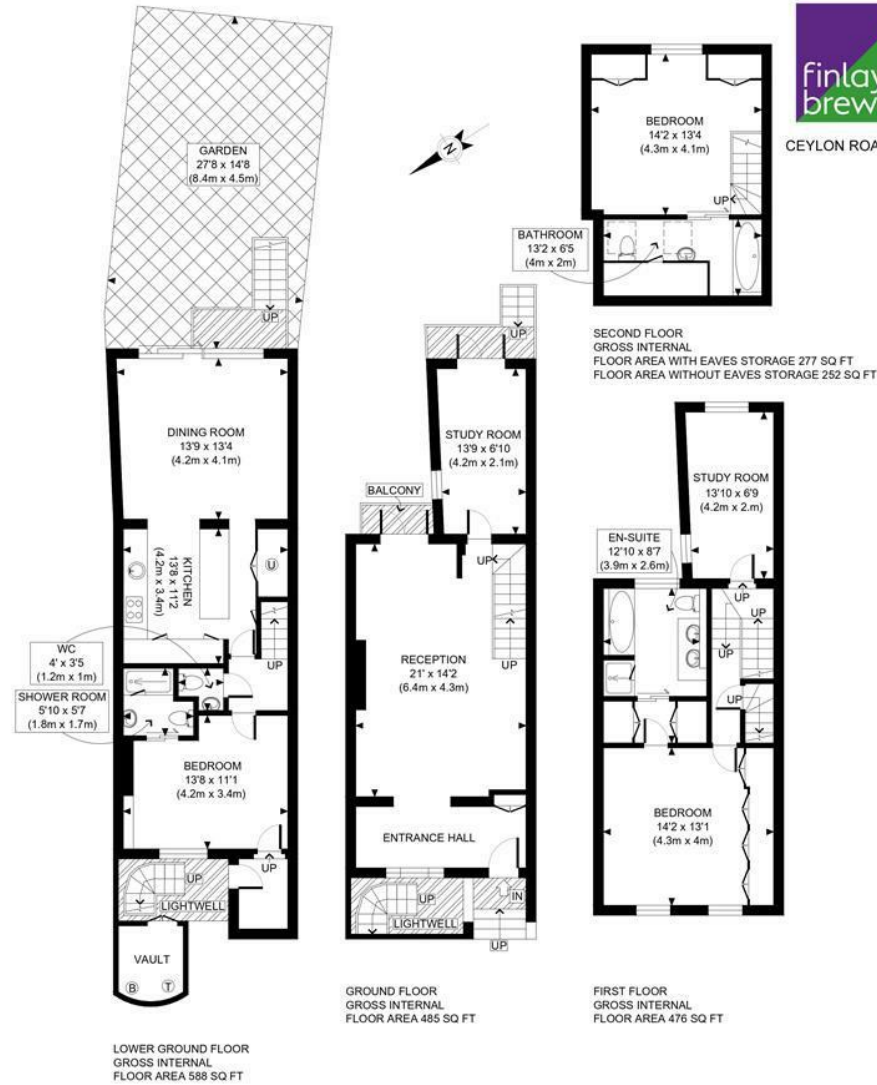 finlay
brew
CEYLON ROA
GARDEN
27'8 x 14'8
(8.4m x 4.5m)
UP
N
BEDROOM
14'2 x 13'4
(4.3m x 4.1m)
UP
BATHROOM
13'2 x 6'5
(4m x 2m)
SECOND FLOOR
GROSS INTERNAL
FLOOR AREA WITH EAVES STORAGE 277 SQ FT
FLOOR AREA WITHOUT EAVES STORAGE 252 SQ FT
DINING ROOM
13'9 x 13'4
(4.2m x 4.1m)
KITCHEN
13'8 x 11'2
(4.2m x 3.4m)
U
UP
WC
4' x 3'5
(1.2m x 1m)
SHOWER ROOM
5'10 x 5'7
(1.8m x 1.7m)
BEDROOM
13'8 x 11'1
(4.2m x 3.4m)
UP
UP
LIGHTWELL
VAULT
B
T
LOWER GROUND FLOOR
GROSS INTERNAL
FLOOR AREA 588 SQ FT
UP
STUDY ROOM
13'9 x 6'10
(4.2m x 2.1m)
BALCONY
UP
UP
RECEPTION
21' x 14'2
(6.4m x 4.3m)
ENTRANCE HALL
IN
UP
LIGHTWELL
UP
GROUND FLOOR
GROSS INTERNAL
FLOOR AREA 485 SQ FT
STUDY ROOM
13'10 x 6'9
(4.2m x 2.m)
EN-SUITE
12'10 x 8'7
(3.9m x 2.6m)
UP
UP
UP
UP
BEDROOM
14'2 x 13'1
(4.3m x 4m)
FIRST FLOOR
GROSS INTERNAL
FLOOR AREA 476 SQ FT